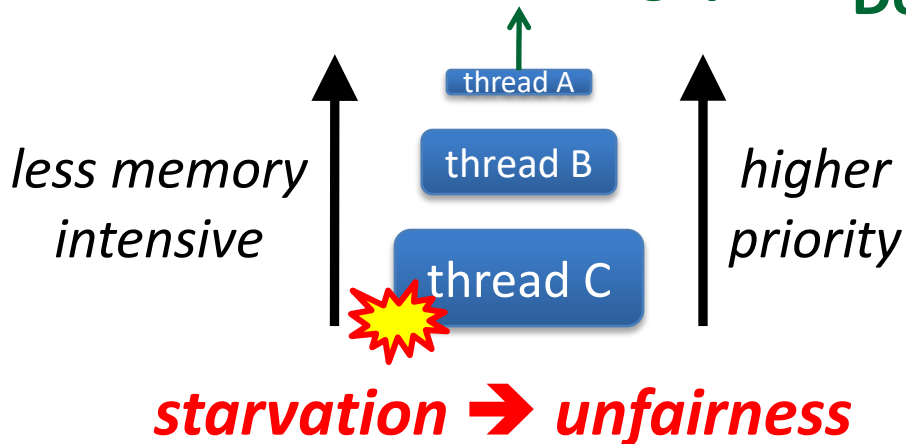 thread A
less memory
intensive
thread B
higher
priority
thread C
starvation ➔ unfairness